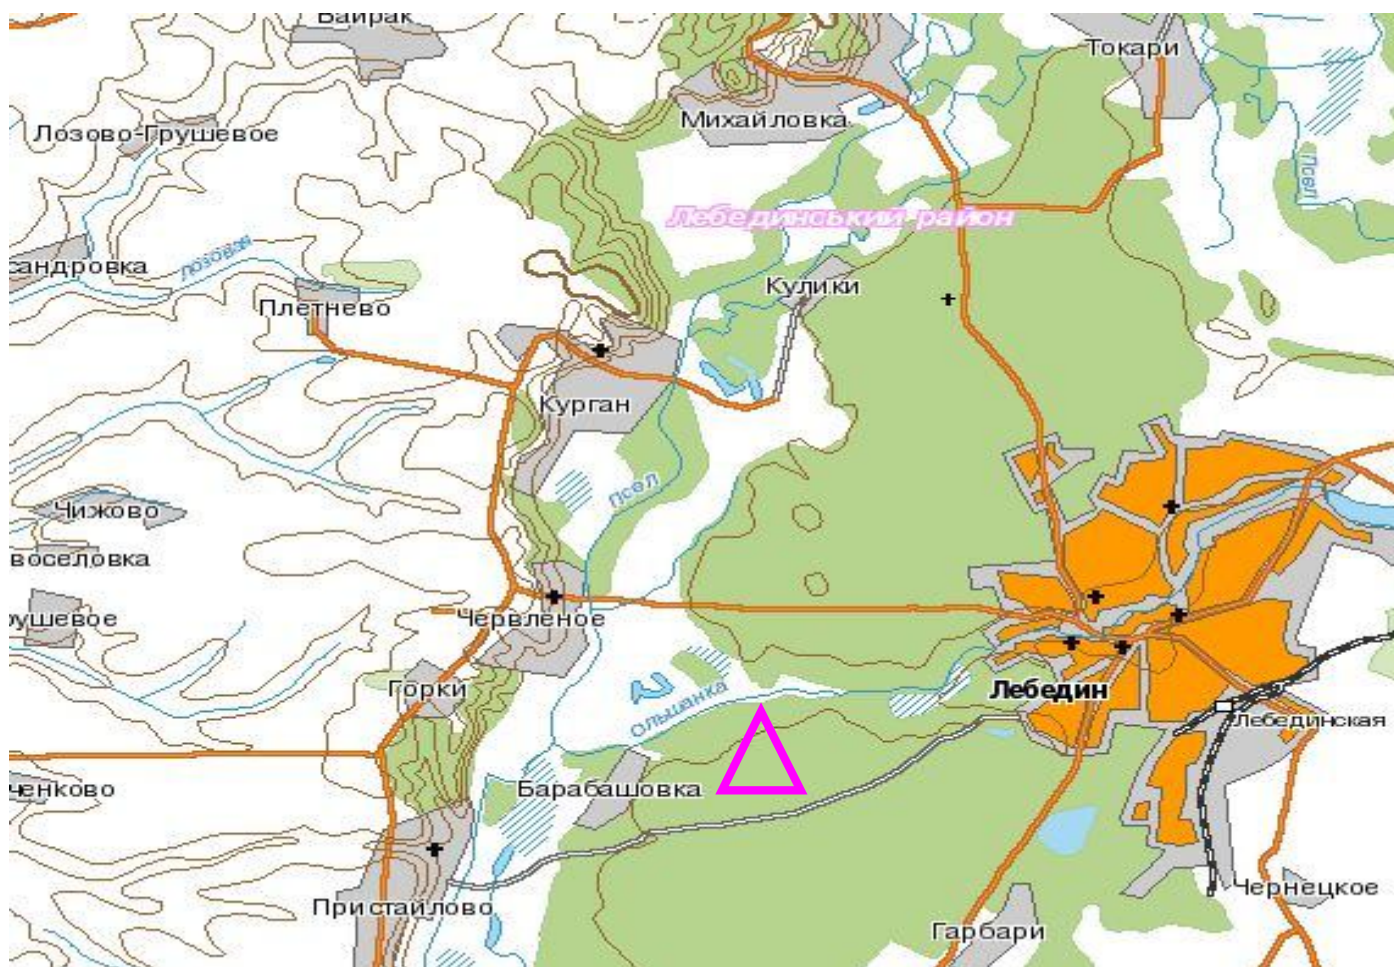 Байрак
Токари
Михайловка
Лозово-Грушевое
Псел
Лебединський район
Лозовая
сандровка
Кулики
Плетнево
Курган
Псел
Чижово
воселовка
рушевое
Червленое
Горки
Ольшанка
Лебедин
Лебединская
ченково
Барабашовка
Чернецкое
Пристайлово
Гарбари